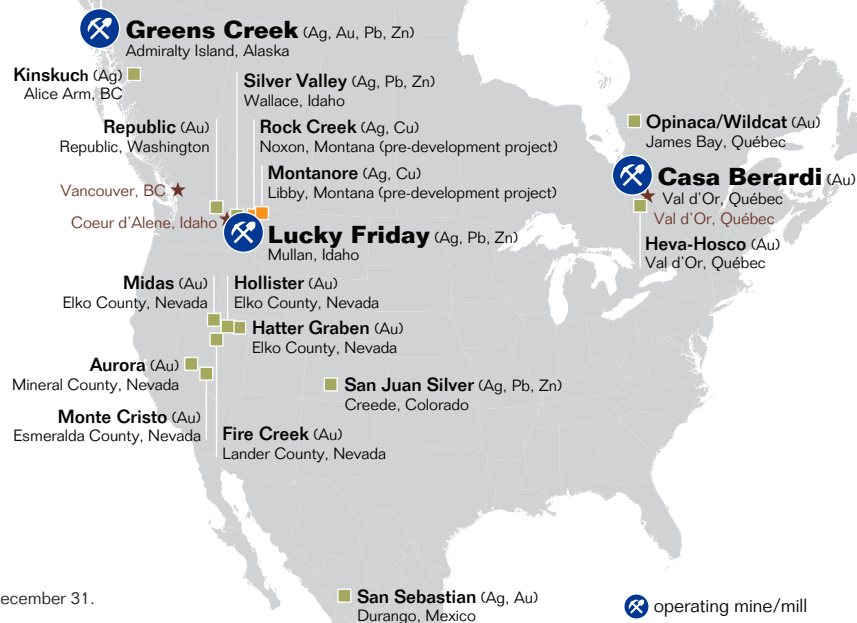 Greens Creek (Ag, Au, Pb, Zn)
Admiralty Island, Alaska
Kinskuch (Ag)
Alice Arm, BC
Silver Valley (Ag, Pb, Zn)
Wallace, Idaho
Republic (Au)
Republic, Washington
Rock Creek (Ag, Cu)
Noxon, Montana (pre-development project)
Montanore (Ag, Cu)
Libby, Montana (pre-development project)
Vancouver, BC
Coeur d’Alene, Idaho
Lucky Friday (Ag, Pb, Zn)
Mullan, Idaho
Opinaca/Wildcat (Au)
James Bay, Québec
Casa Berardi (Au)
Val d’Or, Québec
Val d’Or, Québec
Heva-Hosco (Au)
Val d’Or, Québec
Midas (Au)
Elko County, Nevada
Hollister (Au)
Elko County, Nevada
Hatter Graben (Au)
Elko County, Nevada
Aurora (Au)
Mineral County, Nevada
San Juan Silver (Ag, Pb, Zn)
Creede, Colorado
Monte Cristo (Au)
Esmeralda County, Nevada
Fire Creek (Au)
Lander County, Nevada
ecember 31.
San Sebastian (Ag, Au)
Durango, Mexico
operating mine/mill